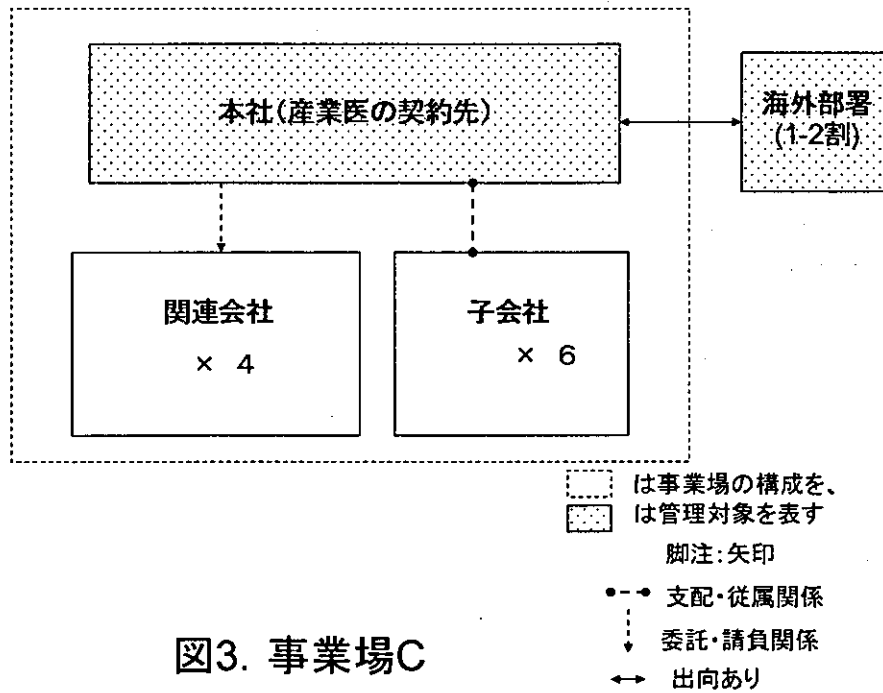 本社(産業医の契約先)
海外部署
(1-2割)
関連会社
× 4
子会社
× 6
は事業場の構成を、
は管理対象を表す
脚注：矢印
支配・従属関係
委託・請負関係
出向あり
図3. 事業場C